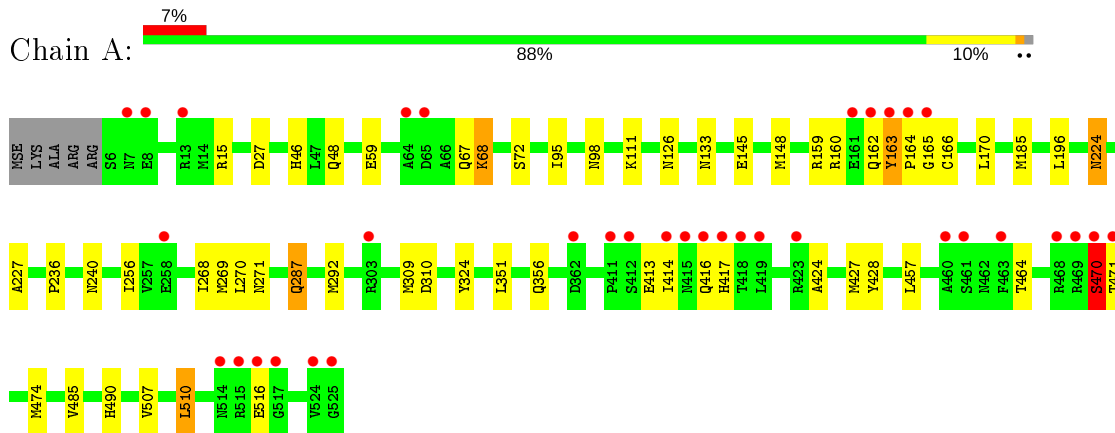 7%
Chain A:
88% 10% ••
MSE LYS ALA ARG ARG S6 N7 E8 R13 M14 R15 D27 H46 L47 Q48 E59 A64 D65 A66 Q67 K68 S72 I95 N98 K111 N126 N133 E145 M148 R159 R160 E161 Q162 Y163 P164 G165 C166 L170 M185 L196 N224
A227 P236 N240 I256 V257 E258 I268 M269 L270 N271 Q287 M292 R303 M309 D310 Y324 L351 Q356 D362 P411 S412 E413 I414 N415 Q416 H417 T418 L419 R423 A424 M427 Y428 L457 A460 S461 N462 F463 T464 R468 R469 S470 T471
M474 V485 H490 V507 L510 N514 R515 E516 G517 V524 G525